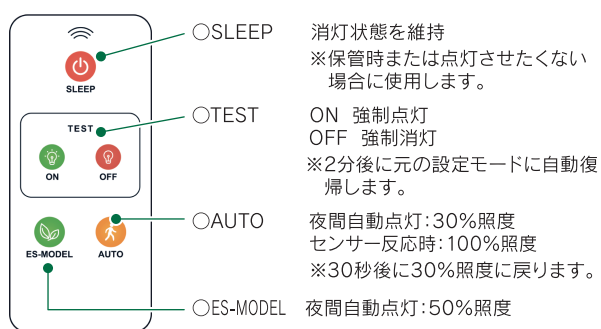 SLEEP
TEST
ON OFF
ES-MODEL AUTO
○SLEEP 消灯状態を維持
※保管時または点灯させたくない
場合に使用します。
○TEST ON 強制点灯
OFF 強制消灯
※2分後に元の設定モードに自動復
帰します。
○AUTO 夜間自動点灯:30%照度
センサー反応時:100%照度
※30秒後に30%照度に戻ります。
○ES-MODEL 夜間自動点灯:50%照度